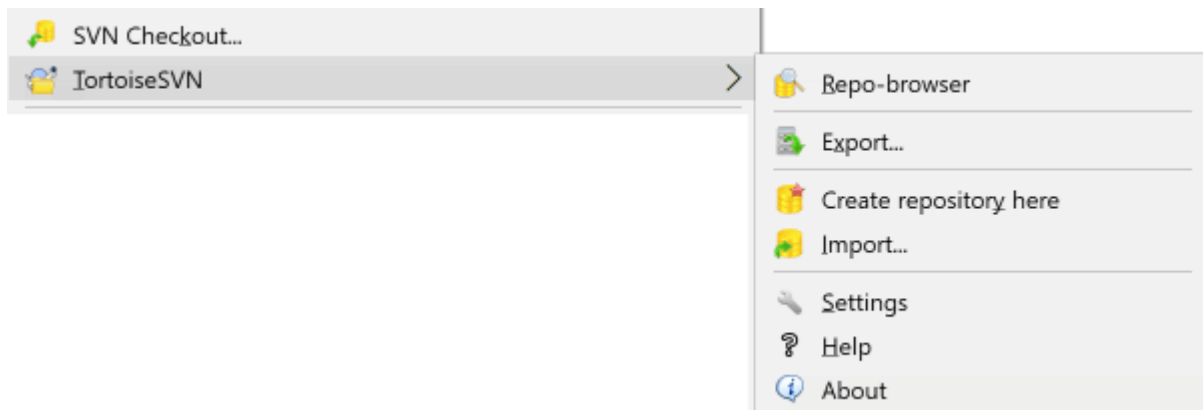 SVN Checkout...
TortoiseSVN
Repo-browser
Export...
Create repository here
Import...
Settings
Help
About